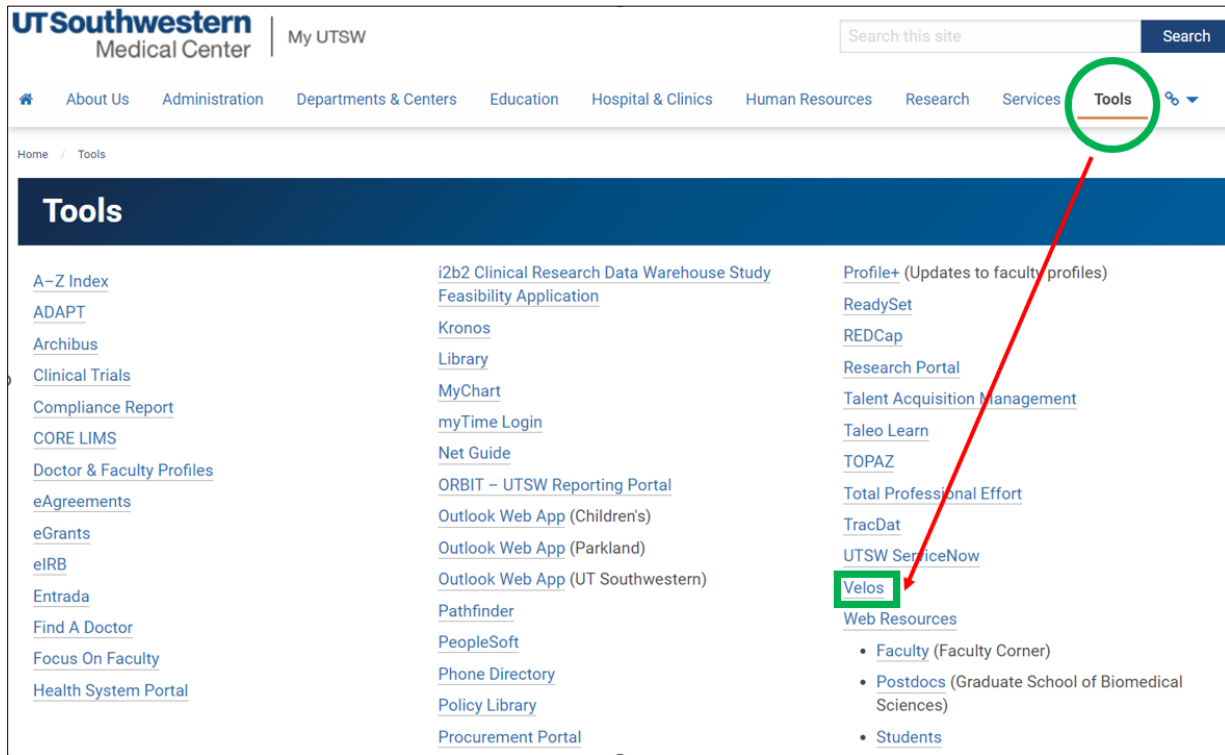 UTSouthwestern
Medical Center
My UTSW
Search this site
Search
About Us Administration Departments & Centers Education Hospital & Clinics Human Resources Research Services Tools
Home / Tools
Tools
A–Z Index
ADAPT
Archibus
Clinical Trials
Compliance Report
CORE LIMS
Doctor & Faculty Profiles
eAgreements
eGrants
eIRB
Entrada
Find A Doctor
Focus On Faculty
Health System Portal
i2b2 Clinical Research Data Warehouse Study
Feasibility Application
Kronos
Library
MyChart
myTime Login
Net Guide
ORBIT – UTSW Reporting Portal
Outlook Web App (Children's)
Outlook Web App (Parkland)
Outlook Web App (UT Southwestern)
Pathfinder
PeopleSoft
Phone Directory
Policy Library
Procurement Portal
Profile+ (Updates to faculty profiles)
ReadySet
REDCap
Research Portal
Talent Acquisition Management
Taleo Learn
TOPAZ
Total Professional Effort
TracDat
UTSW ServiceNow
Velos
Web Resources
• Faculty (Faculty Corner)
• Postdocs (Graduate School of Biomedical
Sciences)
• Students